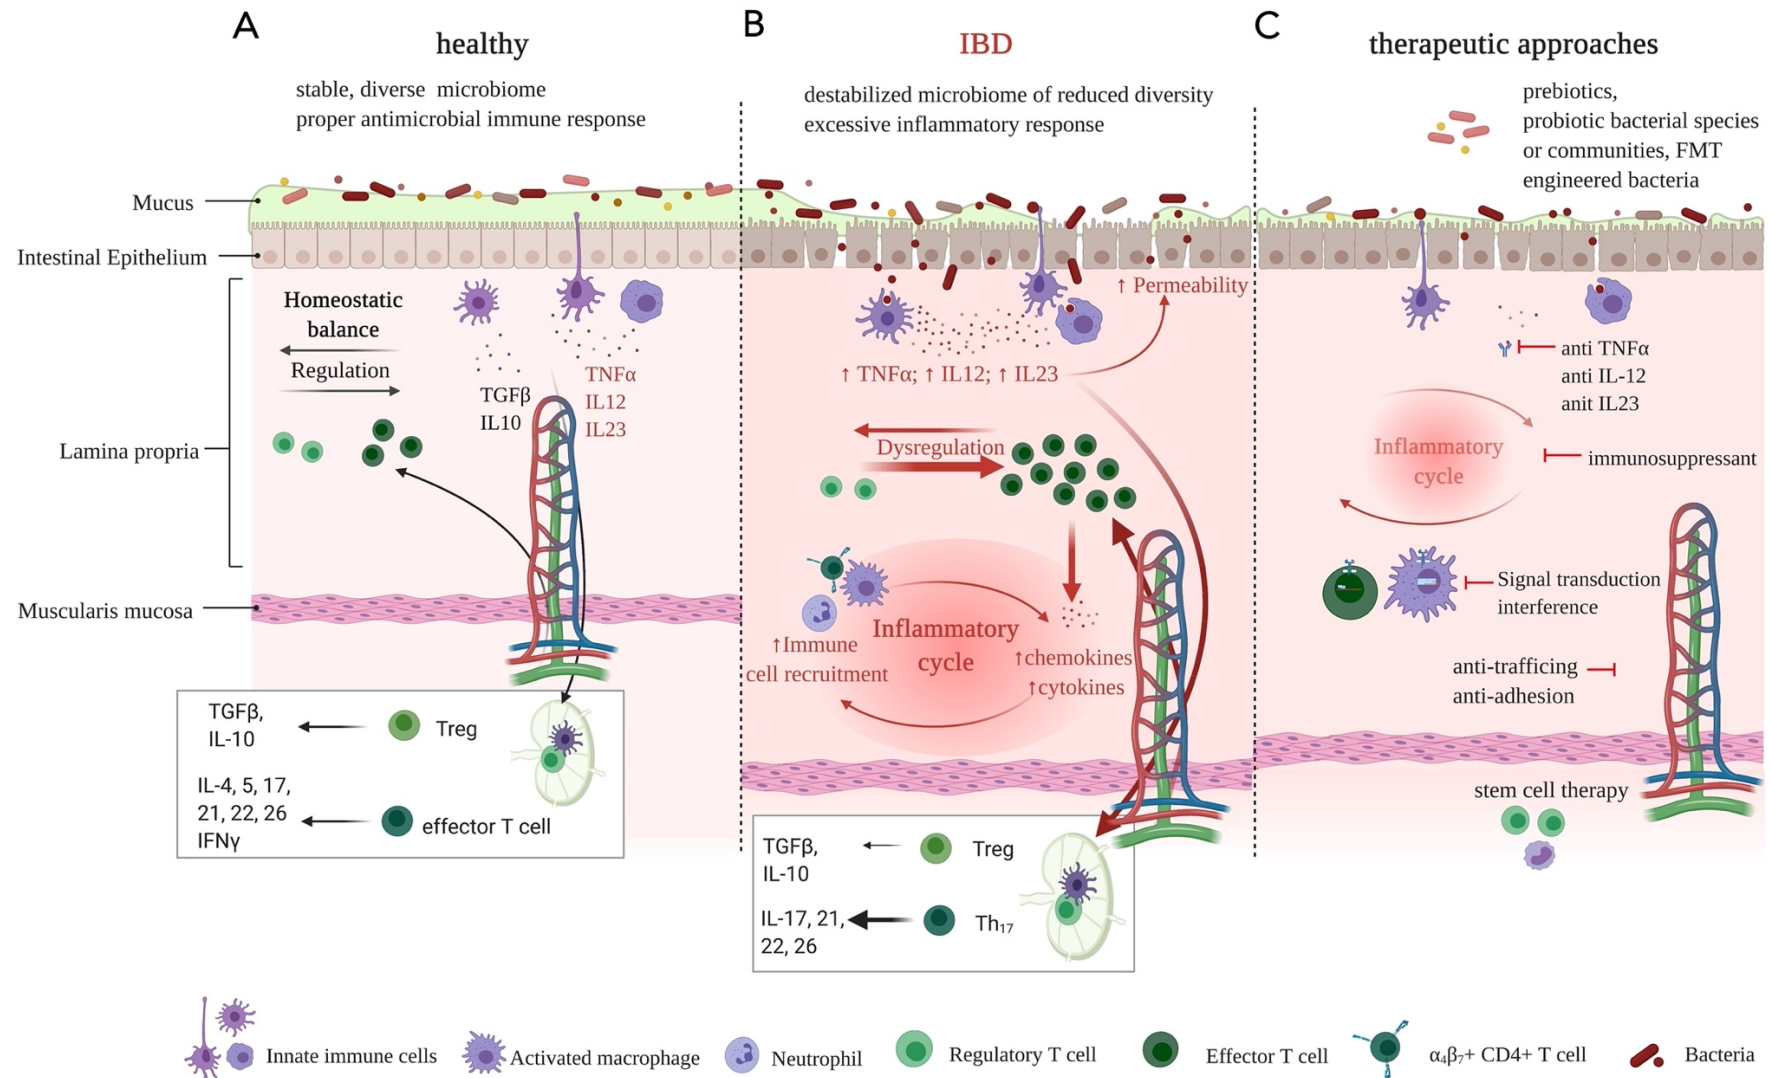 A
healthy
stable, diverse microbiome
proper antimicrobial immune response
Mucus
Intestinal Epithelium
Lamina propria
Muscularis mucosa
Homeostatic
balance
Regulation
TGFβ
IL10
TNFα
IL12
IL23
TGFβ,
IL-10
Treg
IL-4, 5, 17,
21, 22, 26
IFNγ
effector T cell
B
IBD
destabilized microbiome of reduced diversity
excessive inflammatory response
↑ Permeability
↑ TNFα; ↑ IL12; ↑ IL23
Dysregulation
↑Immune
cell recruitment
Inflammatory
cycle
↑chemokines
↑cytokines
TGFβ,
IL-10
Treg
IL-17, 21,
22, 26
Th₁₇
C
therapeutic approaches
prebiotics,
probiotic bacterial species
or communities, FMT
engineered bacteria
anti TNFα
anti IL-12
anit IL23
Inflammatory
cycle
immunosuppressant
Signal transduction
interference
anti-trafficing
anti-adhesion
stem cell therapy
Innate immune cells
Activated macrophage
Neutrophil
Regulatory T cell
Effector T cell
α₄β₇+ CD4+ T cell
Bacteria